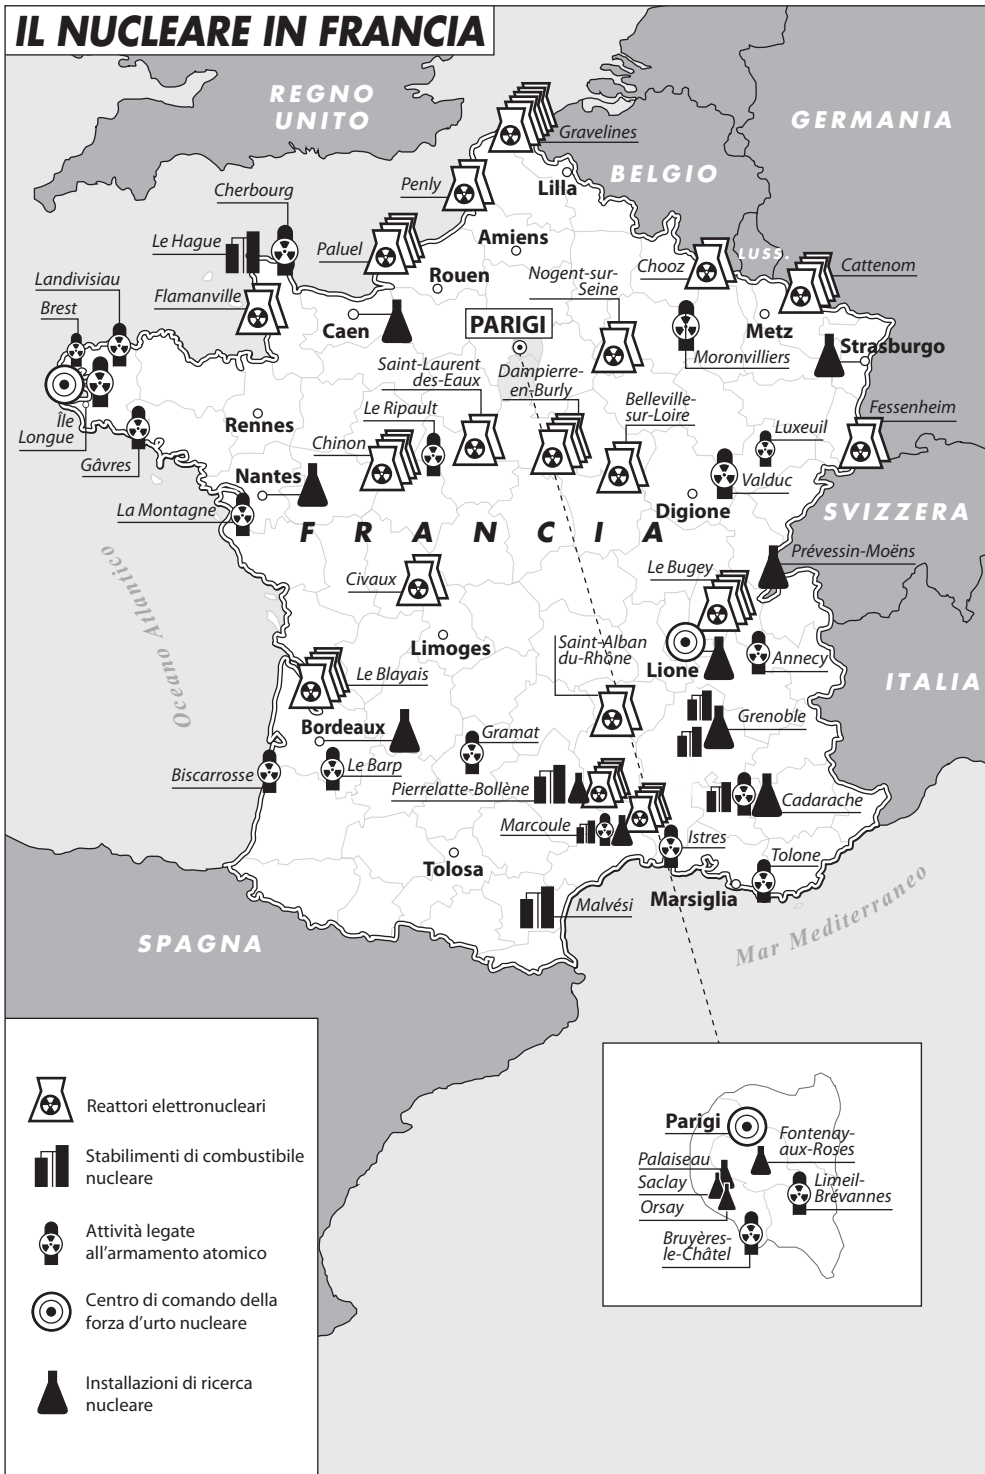 IL NUCLEARE IN FRANCIA
REGNO
UNITO
GERMANIA
BELGIO
LUSS.
Gravelines
Lilla
Penly
Cherbourg
Le Hague
Paluel
Amiens
Rouen
Nogent-sur-
Seine
Chooz
Cattenom
Landivisiau
Brest
Flamanville
Caen
PARIGI
Metz
Moronvilliers
Strasburgo
Saint-Laurent
des-Eaux
Dampierre-
en-Burly
Belleville-
sur-Loire
Fessenheim
Île
Longue
Rennes
Le Ripault
Chinon
Luxeuil
Gâvres
Nantes
Valduc
Digione
La Montagne
FRANCIA
SVIZZERA
Oceano Atlantico
Civaux
Le Bugey
Prévessin-Moëns
Limoges
Saint-Alban
du-Rhône
Lione
Annecy
ITALIA
Le Blayais
Bordeaux
Grenoble
Gramat
Biscarrosse
Le Barp
Pierrelatte-Bollène
Cadarache
Marcoule
Istres
Tolone
Tolosa
Marsiglia
Malvési
Mar Mediterraneo
SPAGNA
Reattori elettronucleari
Stabilimenti di combustibile
nucleare
Attività legate
all'armamento atomico
Centro di comando della
forza d'urto nucleare
Installazioni di ricerca
nucleare
Parigi
Fontenay-
aux-Roses
Palaiseau
Saclay
Orsay
Limeil-
Brévannes
Bruyères-
le-Châtel